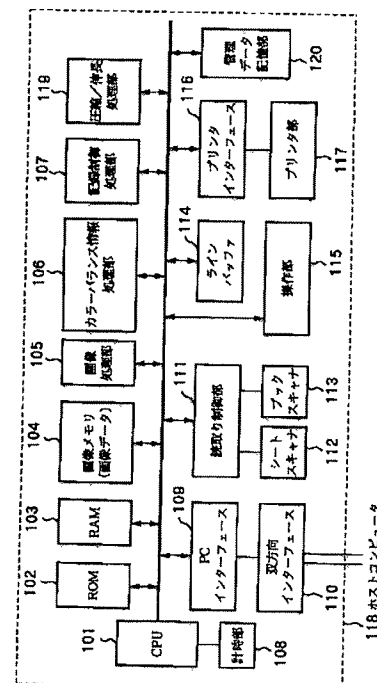 101
CPU
計時部
108
102
ROM
103
RAM
104
画像メモリ
(画像データ)
105
画像
処理部
106
カラーバランス情報
処理部
107
記録制御
処理部
119
圧縮/伸長
処理部
109
PC
インターフェース
双方向
インターフェース
110
111
読取り制御部
シート
スキャナ
112
ブック
スキャナ
113
114
ライン
バッファ
操作部
115
116
プリンタ
インターフェース
プリンタ部
117
管理
データ
記憶部
120
118 ホストコンピュータ